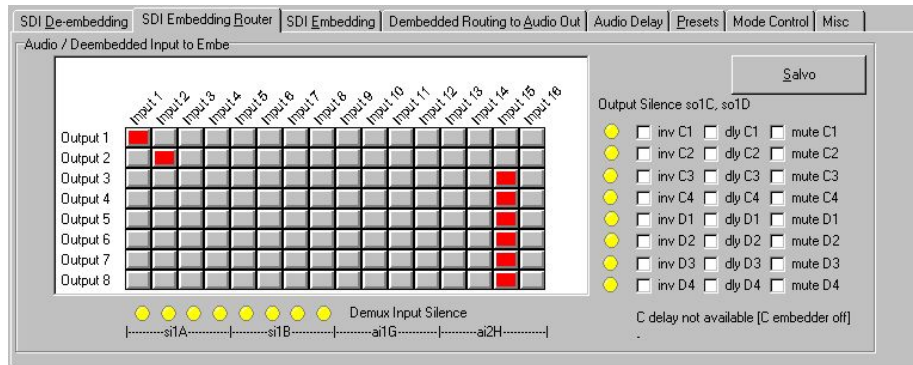 SDI De-embedding SDI Embedding Router SDI Embedding Dembedded Routing to Audio Out Audio Delay Presets Mode Control Misc
Audio / Deembedded Input to Embe
Salvo
Input 1 Input 2 Input 3 Input 4 Input 5 Input 6 Input 7 Input 8 Input 9 Input 10 Input 11 Input 12 Input 13 Input 14 Input 15 Input 16
Output Silence so1C, so1D
Output 1
Output 2
Output 3
Output 4
Output 5
Output 6
Output 7
Output 8
inv C1 dly C1 mute C1
inv C2 dly C2 mute C2
inv C3 dly C3 mute C3
inv C4 dly C4 mute C4
inv D1 dly D1 mute D1
inv D2 dly D2 mute D2
inv D3 dly D3 mute D3
inv D4 dly D4 mute D4
Demux Input Silence
|---------si1A---------|---------si1B---------|---------ai1G---------|---------ai2H----------|
C delay not available [C embedder off]
-